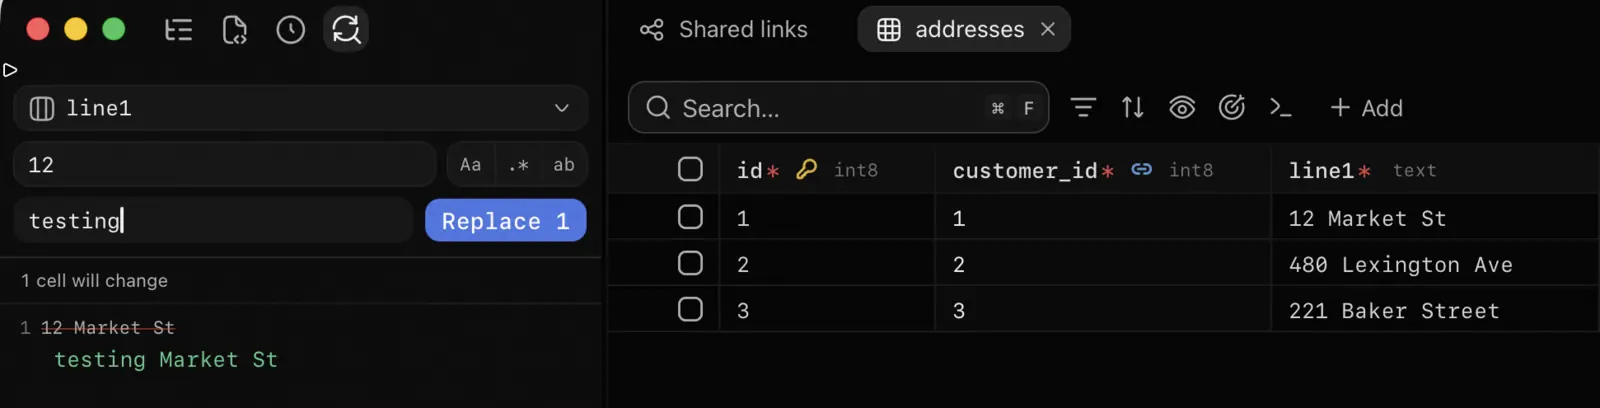 line1
12
Aa .* ab
testing
Replace 1
1 cell will change
1 12 Market St
testing Market St
Shared links
addresses
Search... ⌘ F
Add
id* int8 customer_id* int8 line1* text
1 1 12 Market St
2 2 480 Lexington Ave
3 3 221 Baker Street